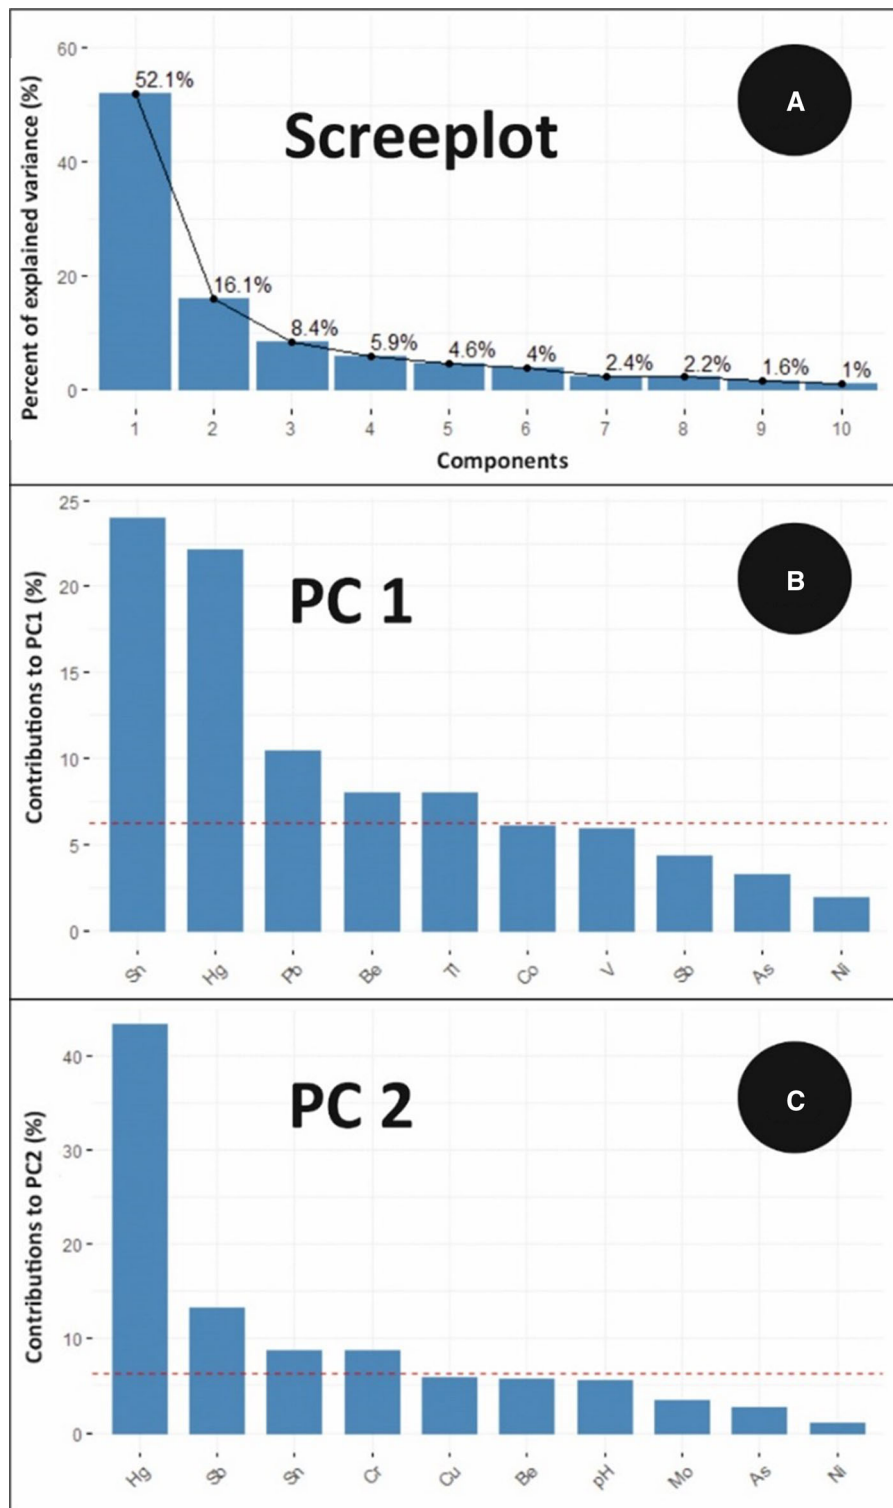 Percent of explained variance (%)
60
40
20
0
Screeplot
A
52.1%
16.1%
8.4%
5.9%
4.6%
4%
2.4%
2.2%
1.6%
1%
1 2 3 4 5 6 7 8 9 10
Components
Contributions to PC1 (%)
25
20
15
10
5
0
PC 1
B
Sn Hg Pb Be Tl Co V Sb As Ni
Contributions to PC2 (%)
40
30
20
10
0
PC 2
C
Hg Sb Sn Cr Cu Be pH Mo As Ni